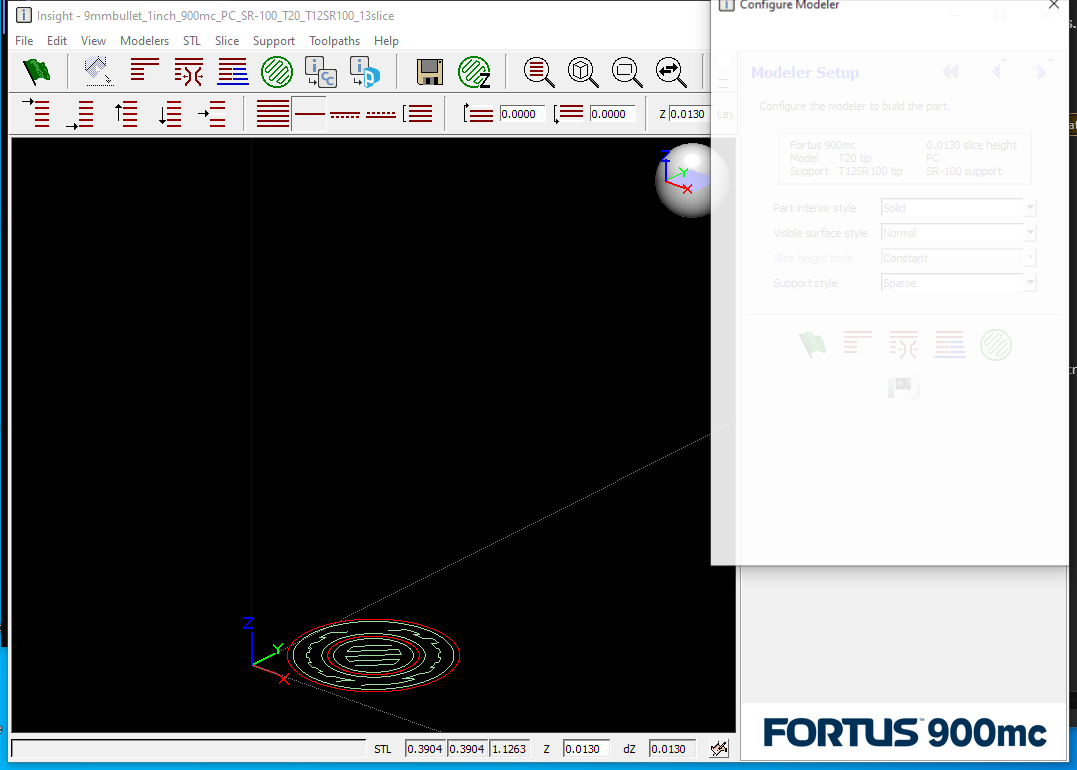 Insight - 9mmbullet_1inch_900mc_PC_SR-100_T20_T12SR100_13slice
Configure Modeler
File Edit View Modelers STL Slice Support Toolpaths Help
0.0000 0.0000 Z 0.0130 Lay
Modeler Setup
Configure the modeler to build the part.
Fortus 900mc 0.0130 slice height
Model T20 tip PC
Support T12SR100 tip SR-100 support
Part interior style Solid
Visible surface style Normal
Slice height style Constant
Support style Sparse
Z
Y
X
Z
Y
X
FORTUS™ 900mc
STL 0.3904 0.3904 1.1263 Z 0.0130 dZ 0.0130